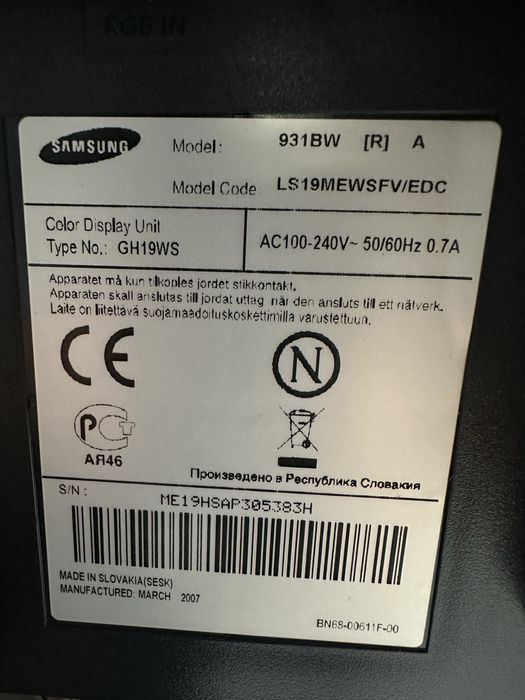 RGB IN
SAMSUNG
Model: 931BW [R] A
Model Code LS19MEWSFV/EDC
Color Display Unit
Type No.: GH19WS
AC100-240V~ 50/60Hz 0.7A
Apparatet må kun tilkoples jordet stikkontakt.
Apparaten skall anslutas till jordat uttag när den ansluts till ett nätverk.
Laite on liitettävä suojamaadoituskoskettimilla varustettuun.
CE
N
РСТ
АЯ46
Произведено в Республика Словакия
S/N :
ME19HSAP305383H
MADE IN SLOVAKIA(SESK)
MANUFACTURED: MARCH 2007
BN68-00611F-00